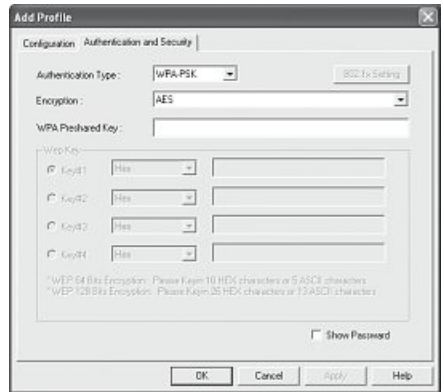 Add Profile
Configuration Authentication and Security
Authentication Type : WPA-PSK 802.1x Setting
Encryption : AES
WPA Preshared Key :
Wep Key
Key#1 Hex
Key#2 Hex
Key#3 Hex
Key#4 Hex
* WEP 64 Bits Encryption : Please Keyin 10 HEX characters or 5 ASCII characters
* WEP 128 Bits Encryption : Please Keyin 26 HEX characters or 13 ASCII characters
Show Password
OK Cancel Apply Help